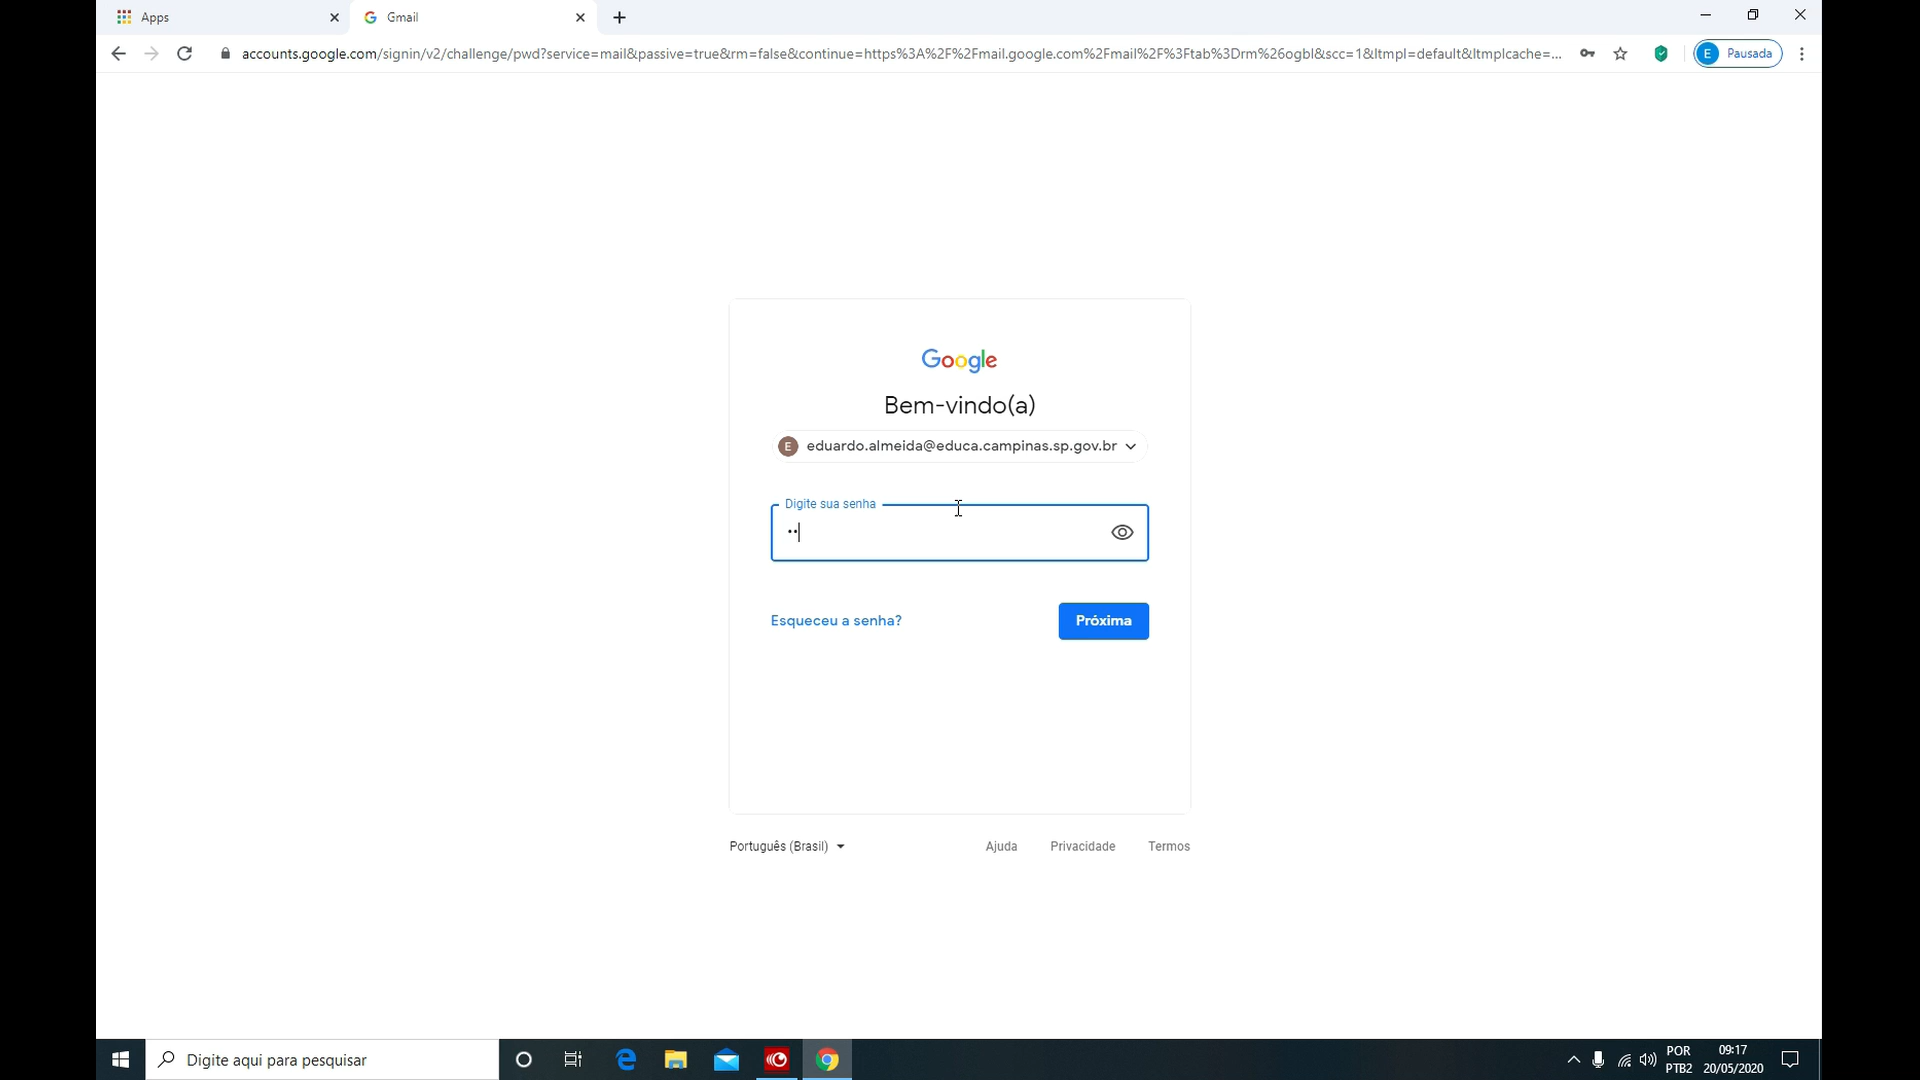 Apps
Gmail
accounts.google.com/signin/v2/challenge/pwd?service=mail&passive=true&rm=false&continue=https%3A%2F%2Fmail.google.com%2Fmail%2F%3Ftab%3Drm%26ogbl&scc=1&ltmpl=default&ltmplcache=...
E Pausada
Google
Bem-vindo(a)
E eduardo.almeida@educa.campinas.sp.gov.br
Digite sua senha
••
Esqueceu a senha?
Próxima
Português (Brasil)
Ajuda Privacidade Termos
Digite aqui para pesquisar
POR 09:17
PTB2 20/05/2020